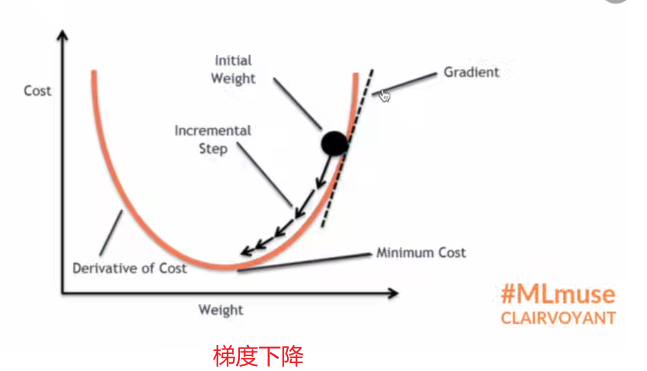 Initial
Weight
Gradient
Cost
Incremental
Step
Minimum Cost
Derivative of Cost
Weight
#MLmuse
CLAIRVOYANT
梯度下降